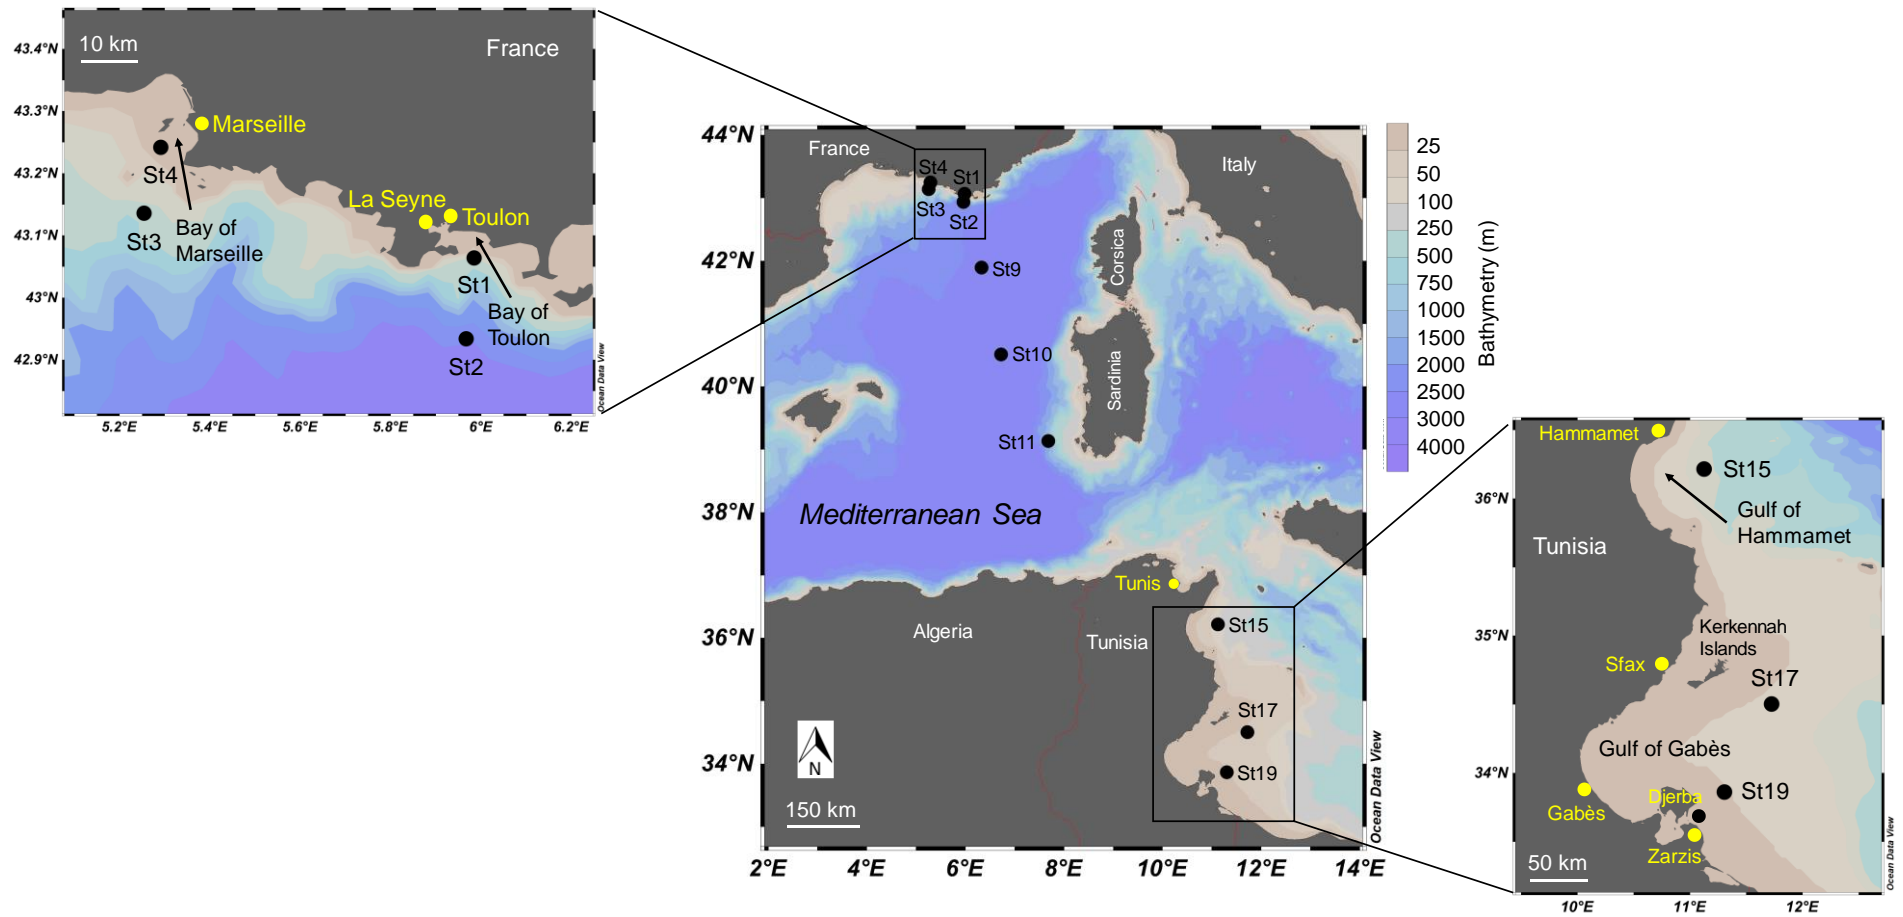 10 km
France
43.4°N
43.3°N
43.2°N
43.1°N
43°N
42.9°N
Marseille
St4
La Seyne
Toulon
St3
Bay of
Marseille
St1
Bay of
Toulon
St2
Ocean Data View
5.2°E
5.4°E
5.6°E
5.8°E
6°E
6.2°E
44°N
42°N
40°N
38°N
36°N
34°N
France
Italy
St4
St1
St3
St2
Corsica
St9
St10
Sardinia
St11
Mediterranean Sea
Tunis
Algeria
Tunisia
St15
St17
St19
N
150 km
Ocean Data View
2°E
4°E
6°E
8°E
10°E
12°E
14°E
25
50
100
250
500
750
1000
1500
2000
2500
3000
4000
Bathymetry (m)
Hammamet
St15
36°N
Gulf of
Hammamet
Tunisia
35°N
Kerkennah
Islands
Sfax
St17
Gulf of Gabès
34°N
Djerba
St19
Gabès
Zarzis
50 km
Ocean Data View
10°E
11°E
12°E